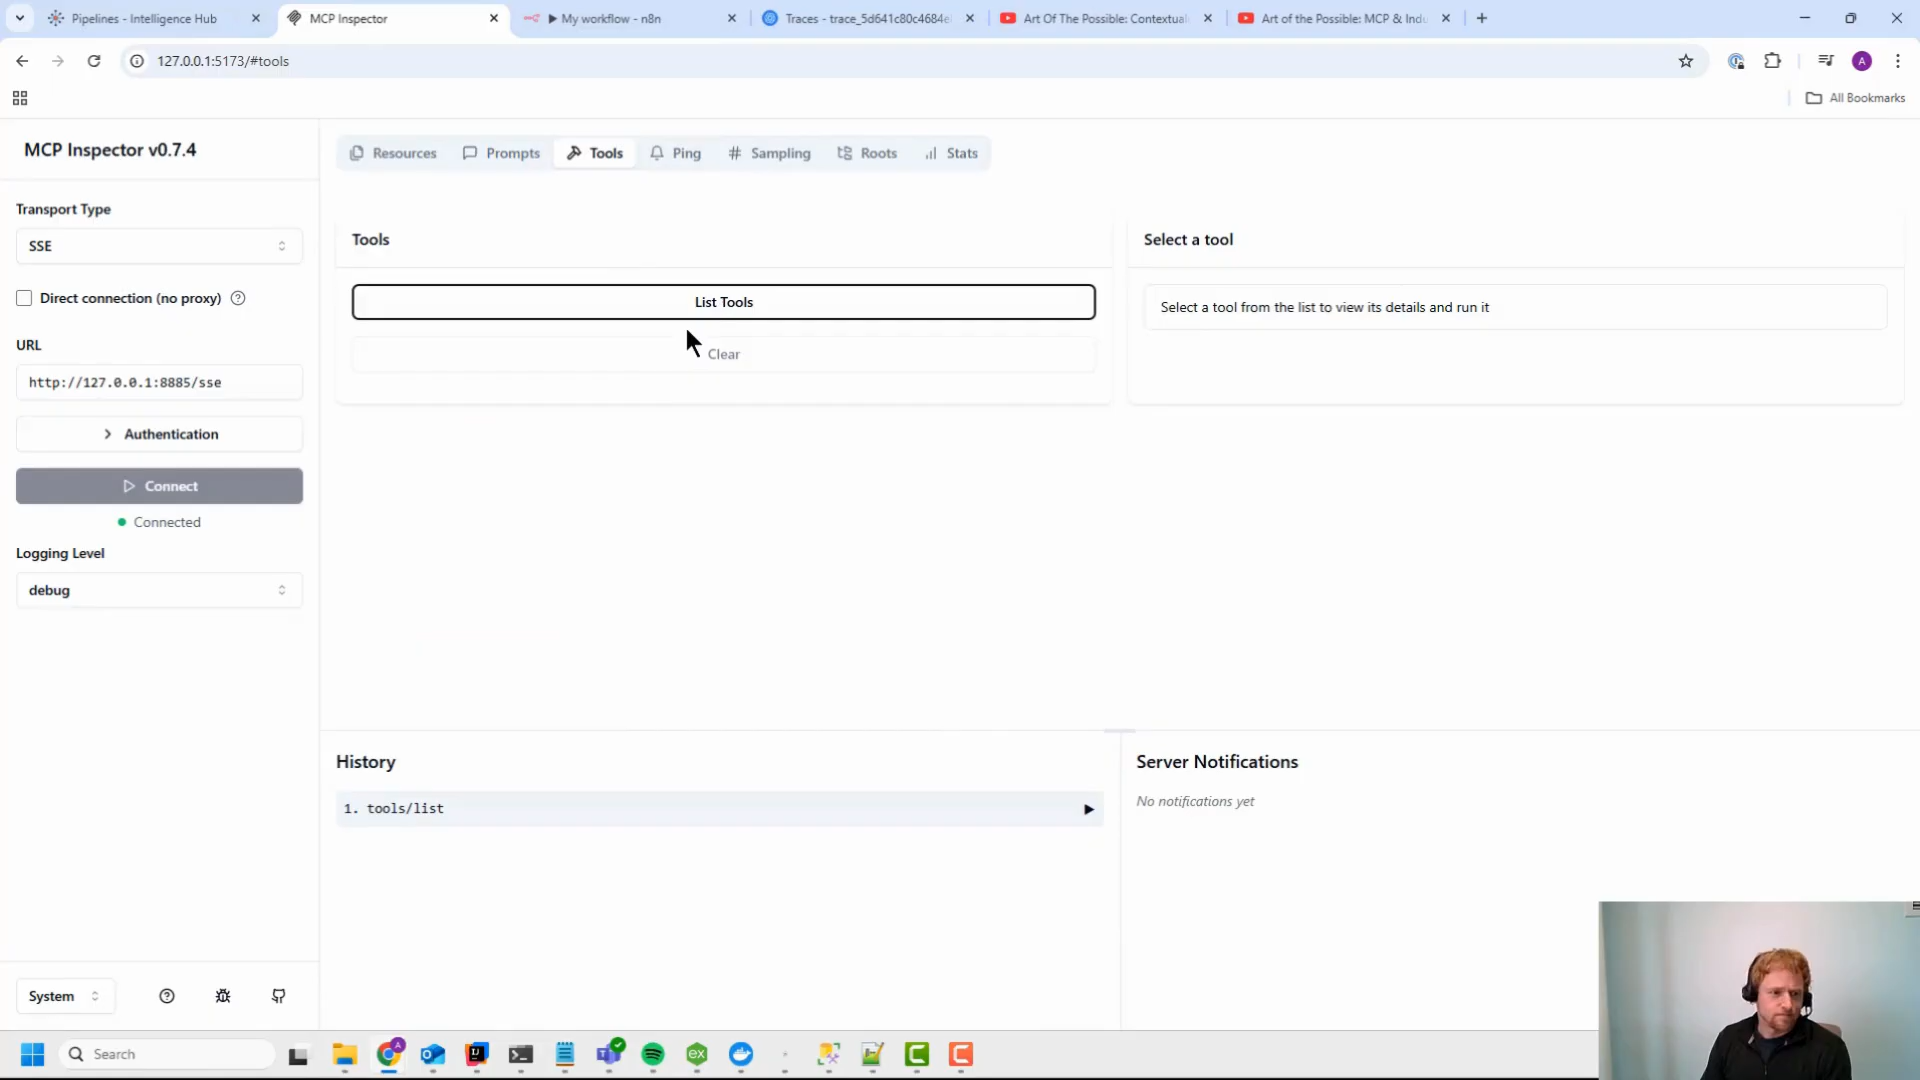 Pipelines - Intelligence Hub
MCP Inspector
My workflow - n8n
Traces - trace_5d641c80c4684e
Art Of The Possible: Contextual
Art of the Possible: MCP & Indu
127.0.0.1:5173/#tools
A
All Bookmarks
MCP Inspector v0.7.4
Resources
Prompts
Tools
Ping
Sampling
Roots
Stats
Transport Type
SSE
Direct connection (no proxy)
URL
http://127.0.0.1:8885/sse
Authentication
Connect
Connected
Logging Level
debug
Tools
List Tools
Clear
Select a tool
Select a tool from the list to view its details and run it
History
1. tools/list
Server Notifications
No notifications yet
System
Search